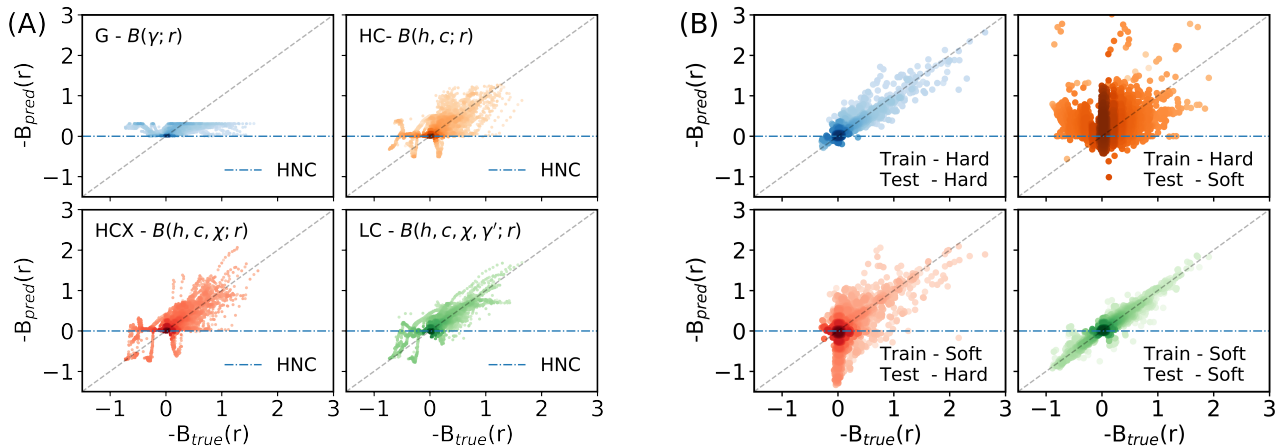 (A)
G - B(γ; r)
HC- B(h, c; r)
3
2
1
0
−1
-B_pred(r)
HNC
HNC
HCX - B(h, c, χ; r)
LC - B(h, c, χ, γ′; r)
3
2
1
0
−1
-B_pred(r)
HNC
HNC
−1 0 1 2 3
−1 0 1 2 3
-B_true(r)
-B_true(r)
(B)
3
2
1
0
−1
-B_pred(r)
Train - Hard
Test - Hard
Train - Hard
Test - Soft
3
2
1
0
−1
-B_pred(r)
Train - Soft
Test - Hard
Train - Soft
Test - Soft
−1 0 1 2 3
−1 0 1 2 3
-B_true(r)
-B_true(r)